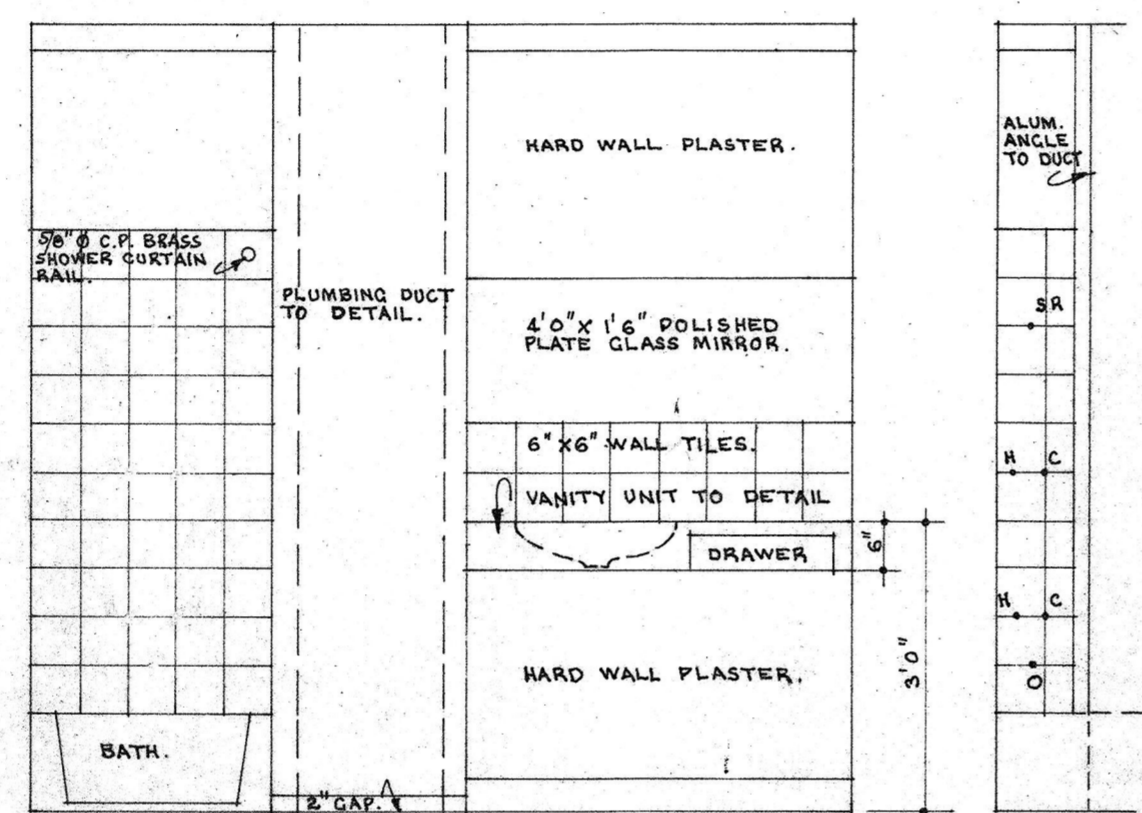 5/8" Ø C.P. BRASS
SHOWER CURTAIN
RAIL.
PLUMBING DUCT
TO DETAIL.
HARD WALL PLASTER.
4'0" X 1'6" POLISHED
PLATE GLASS MIRROR.
6" X 6" WALL TILES.
VANITY UNIT TO DETAIL
DRAWER
6"
3'0"
HARD WALL PLASTER.
BATH.
2" GAP.
ALUM.
ANGLE
TO DUCT
SR
H C
H C
O